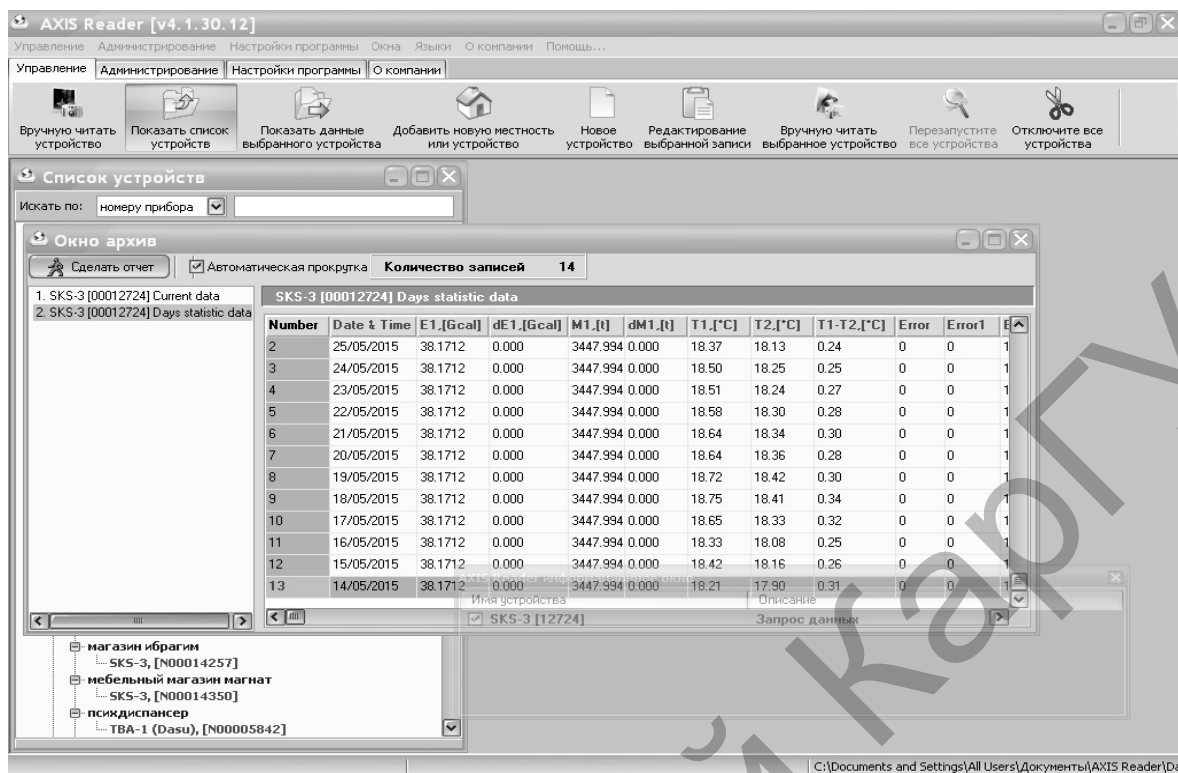 AXIS Reader [v4.1.30.12]
Управление Администрирование Настройки программы Окна Языки О компании Помощь...
Управление Администрирование Настройки программы О компании
Вручную читать устройство
Показать список устройств
Показать данные выбранного устройства
Добавить новую местность или устройство
Новое устройство
Редактирование выбранной записи
Вручную читать выбранное устройство
Перезапустите все устройства
Отключите все устройства
Список устройств
Искать по: номеру прибора
Окно архив
Сделать отчет Автоматическая прокрутка Количество записей 14
1. SKS-3 [00012724] Current data
2. SKS-3 [00012724] Days statistic data
SKS-3 [00012724] Days statistic data
Number Date & Time E1,[Gcal] dE1,[Gcal] M1,[t] dM1,[t] T1,[°C] T2,[°C] T1-T2,[°C] Error Error1 E
2 25/05/2015 38.1712 0.000 3447.994 0.000 18.37 18.13 0.24 0 0 1
3 24/05/2015 38.1712 0.000 3447.994 0.000 18.50 18.25 0.25 0 0 1
4 23/05/2015 38.1712 0.000 3447.994 0.000 18.51 18.24 0.27 0 0 1
5 22/05/2015 38.1712 0.000 3447.994 0.000 18.58 18.30 0.28 0 0 1
6 21/05/2015 38.1712 0.000 3447.994 0.000 18.64 18.34 0.30 0 0 1
7 20/05/2015 38.1712 0.000 3447.994 0.000 18.64 18.36 0.28 0 0 1
8 19/05/2015 38.1712 0.000 3447.994 0.000 18.72 18.42 0.30 0 0 1
9 18/05/2015 38.1712 0.000 3447.994 0.000 18.75 18.41 0.34 0 0 1
10 17/05/2015 38.1712 0.000 3447.994 0.000 18.65 18.33 0.32 0 0 1
11 16/05/2015 38.1712 0.000 3447.994 0.000 18.33 18.08 0.25 0 0 1
12 15/05/2015 38.1712 0.000 3447.994 0.000 18.42 18.16 0.26 0 0 1
13 14/05/2015 38.1712 0.000 3447.994 0.000 18.21 17.90 0.31 0 0 1
AXIS Reader информационное окно
Имя устройства Описание
SKS-3 [12724] Запрос данных
магазин ибрагим
SKS-3, [N00014257]
мебельный магазин магнат
SKS-3, [N00014350]
психдиспансер
TBA-1 (Dasu), [N00005842]
C:\Documents and Settings\All Users\Документы\AXIS Reader\Da
й КарГУ